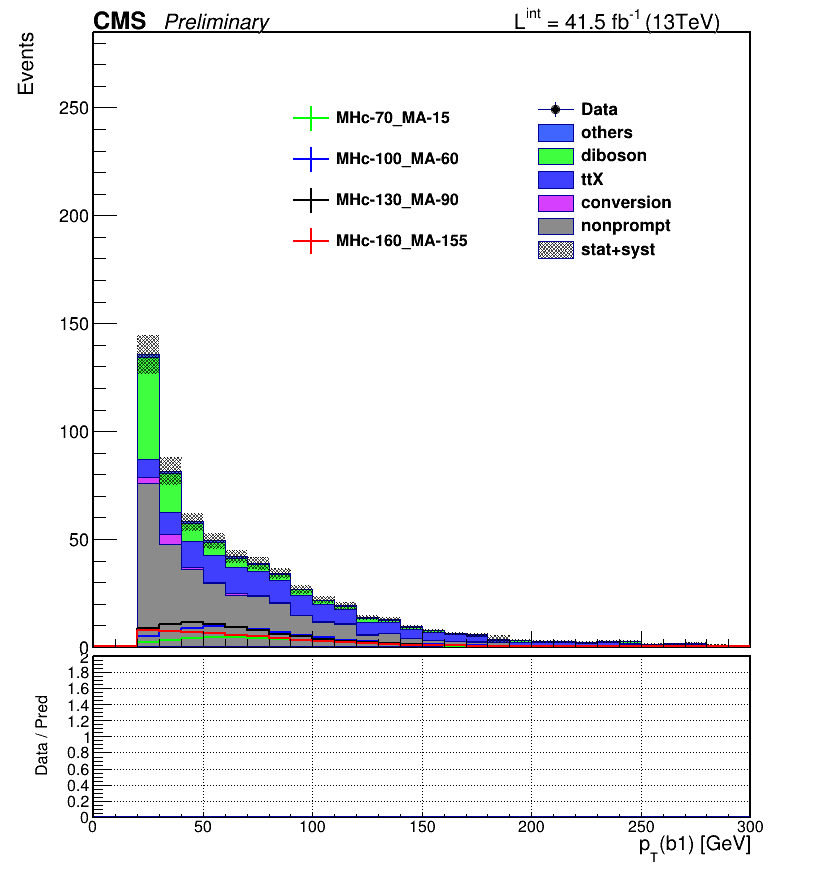 CMS Preliminary L^int = 41.5 fb^-1 (13TeV)
Events
250
200
150
100
50
0
MHc-70_MA-15
MHc-100_MA-60
MHc-130_MA-90
MHc-160_MA-155
Data
others
diboson
ttX
conversion
nonprompt
stat+syst
Data / Pred
2
1.8
1.6
1.4
1.2
1
0.8
0.6
0.4
0.2
0
0 50 100 150 200 250 300
p_T(b1) [GeV]